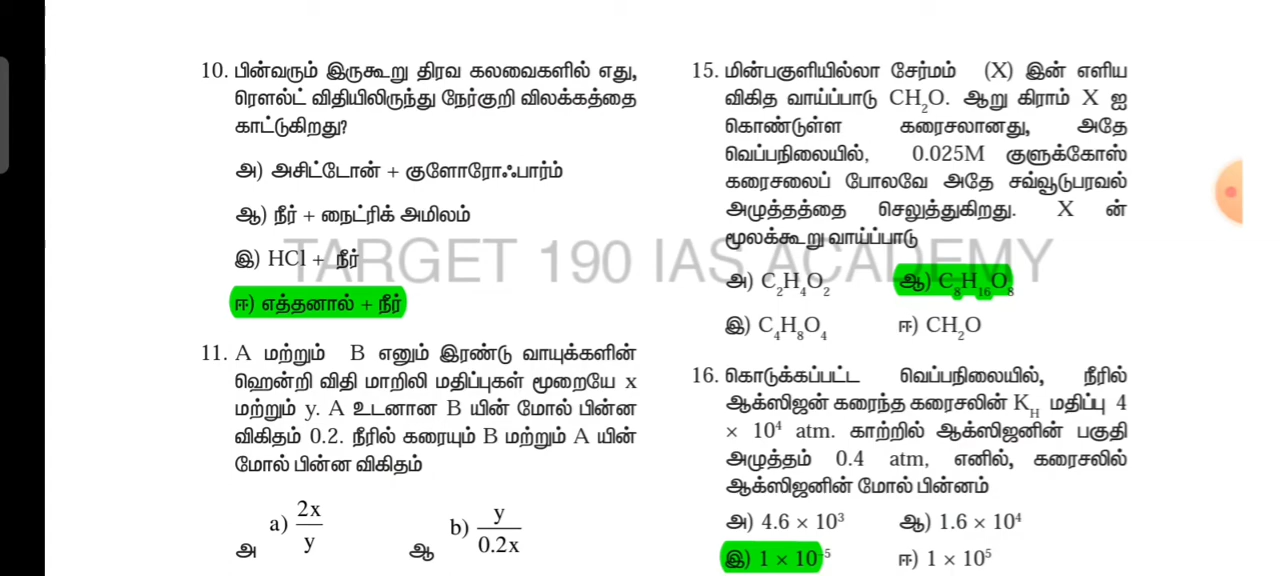 10. பின்வரும் இருகூறு திரவ கலவைகளில் எது,
ரௌல்ட் விதியிலிருந்து நேர்குறி விலக்கத்தை
காட்டுகிறது?
அ) அசிட்டோன் + குளோரோஃபார்ம்
ஆ) நீர் + நைட்ரிக் அமிலம்
இ) HCl + நீர்
ஈ) எத்தனால் + நீர்
11. A மற்றும் B எனும் இரண்டு வாயுக்களின்
ஹென்றி விதி மாறிலி மதிப்புகள் மூறையே x
மற்றும் y. A உடனான B யின் மோல் பின்ன
விகிதம் 0.2. நீரில் கரையும் B மற்றும் A யின்
மோல் பின்ன விகிதம்
அ a) 2x/y ஆ b) y/0.2x
15. மின்பகுளியில்லா சேர்மம் (X) இன் எளிய
விகித வாய்ப்பாடு CH₂O. ஆறு கிராம் X ஐ
கொண்டுள்ள கரைசலானது, அதே
வெப்பநிலையில், 0.025M குளுக்கோஸ்
கரைசலைப் போலவே அதே சவ்வூடுபரவல்
அழுத்தத்தை செலுத்துகிறது. X ன்
மூலக்கூறு வாய்ப்பாடு
அ) C₂H₄O₂ ஆ) C₈H₁₆O₈
இ) C₄H₈O₄ ஈ) CH₂O
16. கொடுக்கப்பட்ட வெப்பநிலையில், நீரில்
ஆக்ஸிஜன் கரைந்த கரைசலின் K_H மதிப்பு 4
× 10⁴ atm. காற்றில் ஆக்ஸிஜனின் பகுதி
அழுத்தம் 0.4 atm, எனில், கரைசலில்
ஆக்ஸிஜனின் மோல் பின்னம்
அ) 4.6 × 10³ ஆ) 1.6 × 10⁴
இ) 1 × 10⁻⁵ ஈ) 1 × 10⁵
TARGET 190 IAS ACADEMY